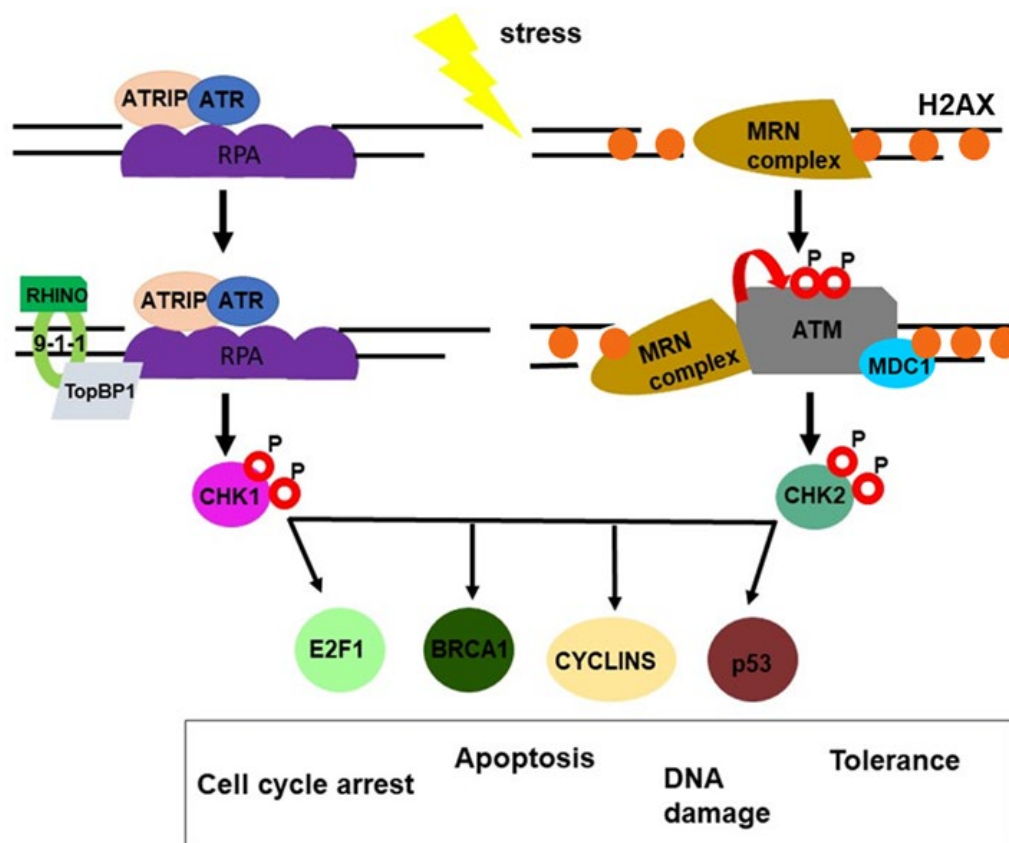 stress
ATRIP ATR
RPA
H2AX
MRN
complex
P P
RHINO
9-1-1
TopBP1
ATRIP ATR
RPA
MRN
complex
ATM
MDC1
P
P
CHK1
P
P
CHK2
E2F1
BRCA1
CYCLINS
p53
Cell cycle arrest
Apoptosis
DNA
damage
Tolerance